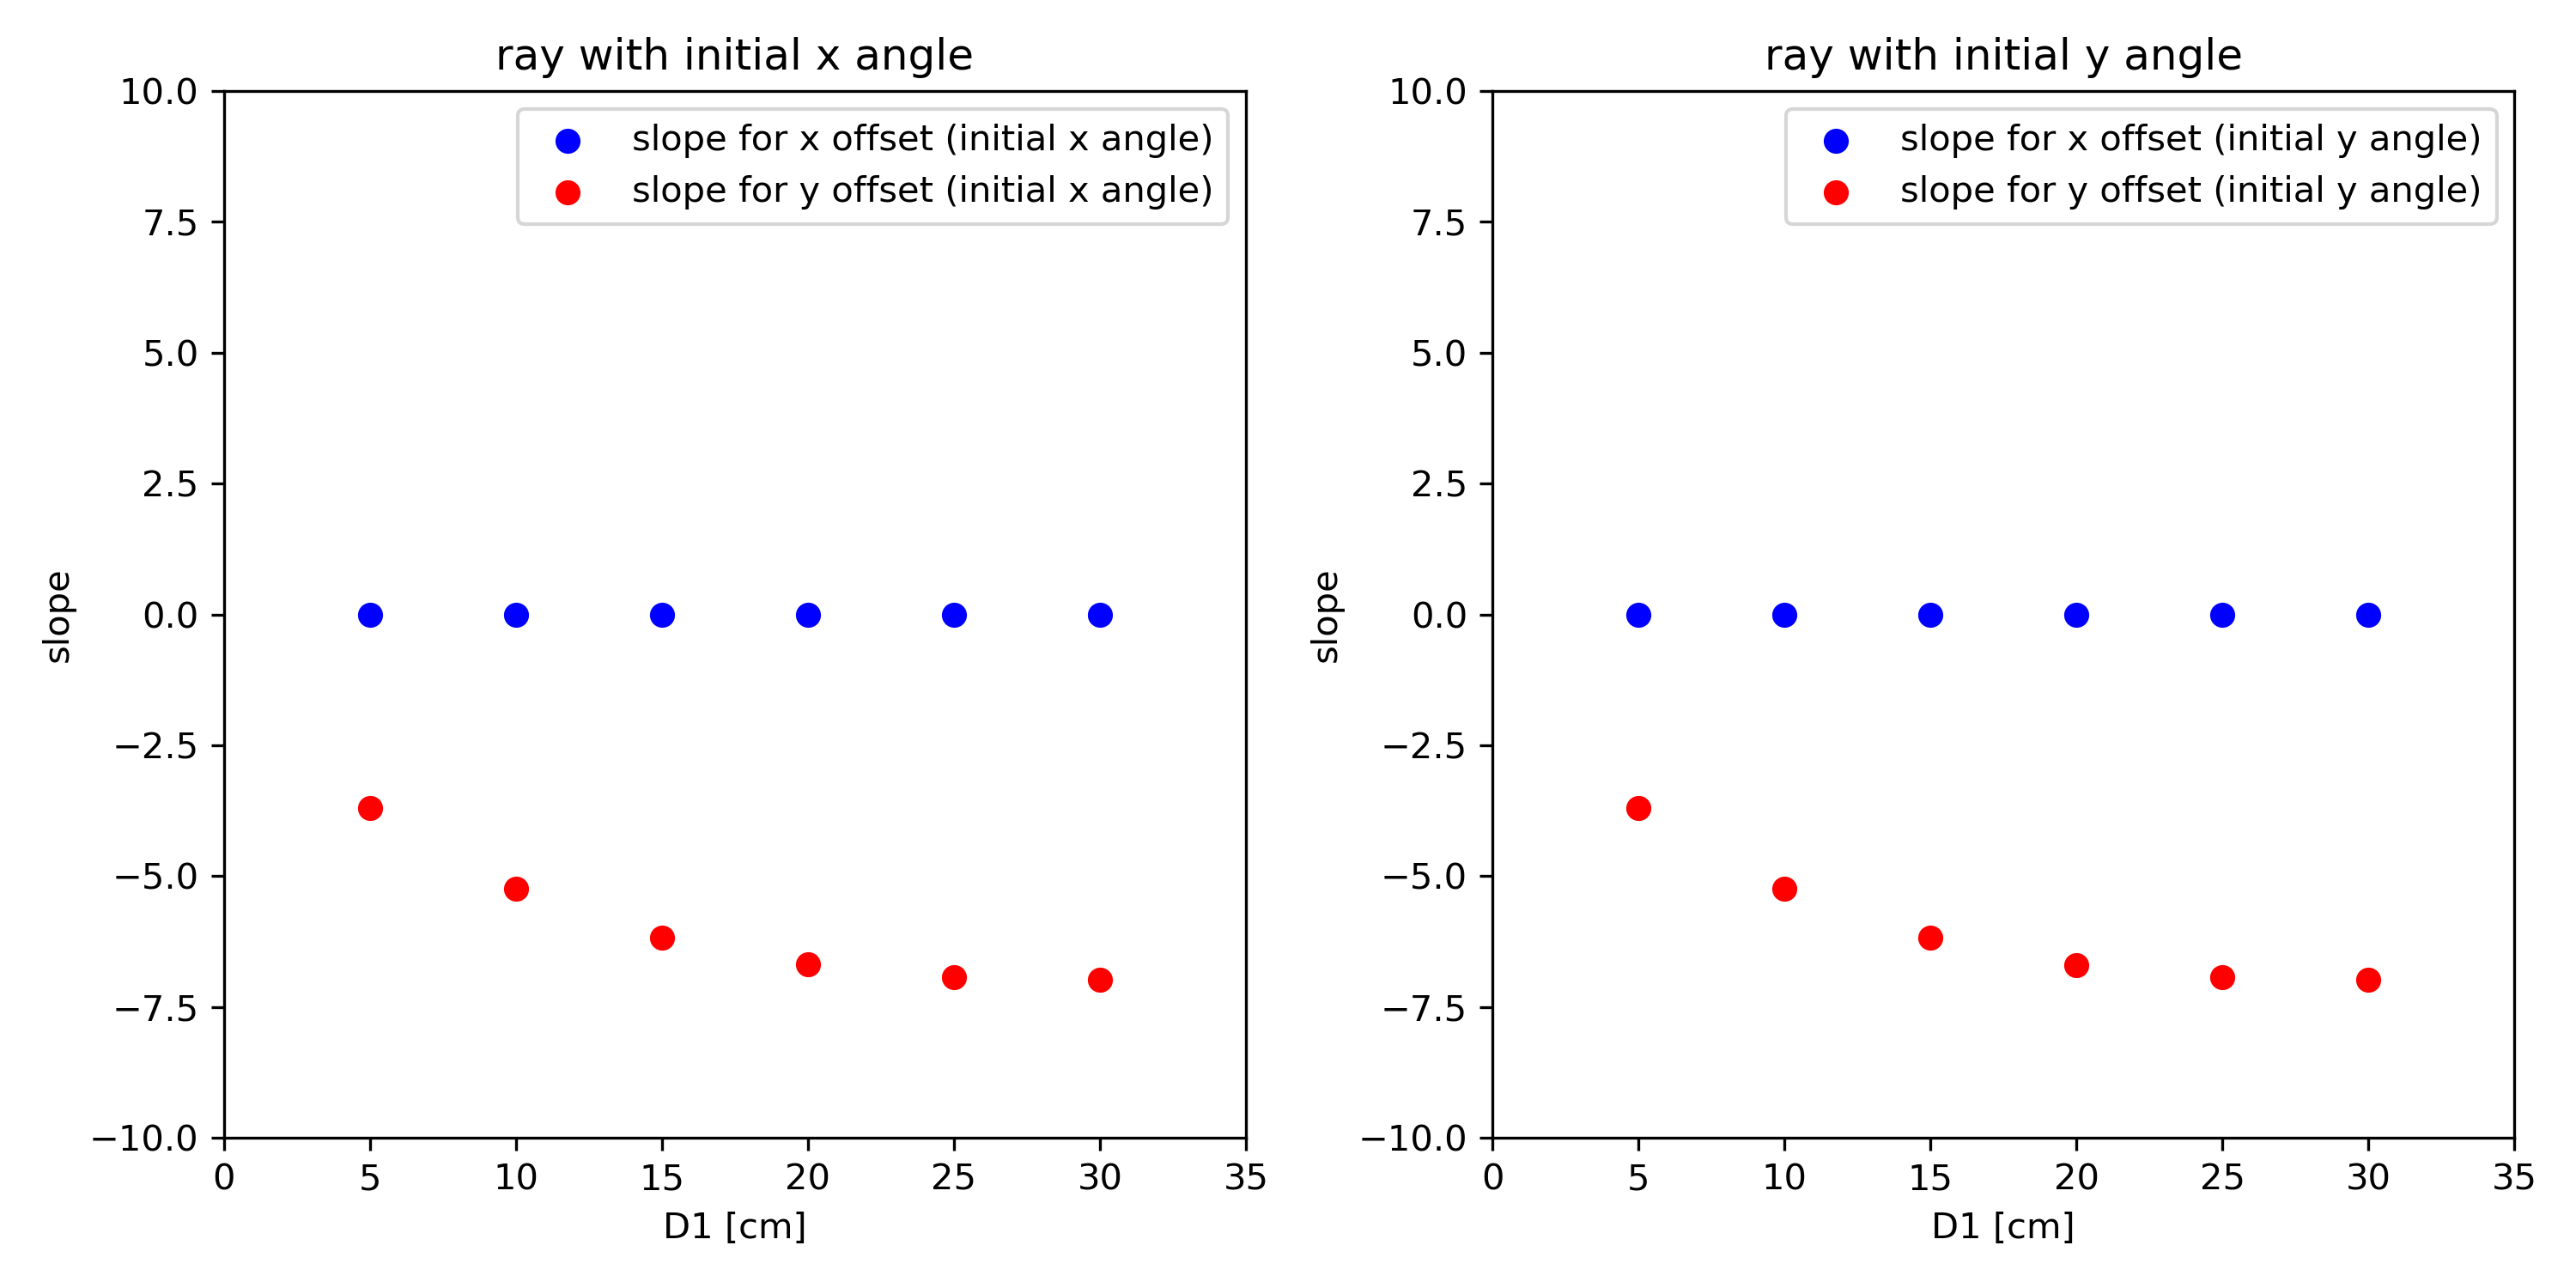 ray with initial x angle
slope for x offset (initial x angle)
slope for y offset (initial x angle)
10.0
7.5
5.0
2.5
0.0
−2.5
−5.0
−7.5
−10.0
slope
0 5 10 15 20 25 30 35
D1 [cm]
ray with initial y angle
slope for x offset (initial y angle)
slope for y offset (initial y angle)
10.0
7.5
5.0
2.5
0.0
−2.5
−5.0
−7.5
−10.0
slope
0 5 10 15 20 25 30 35
D1 [cm]